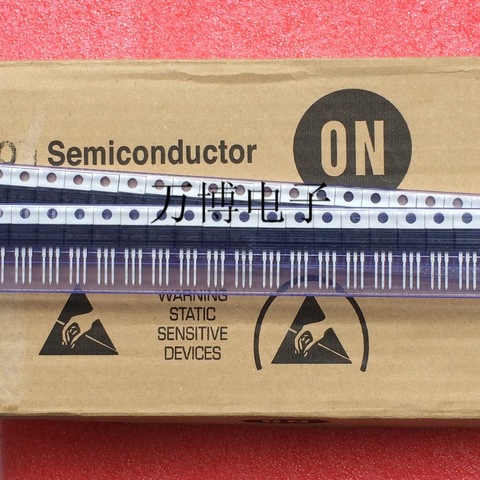 ON
Semiconductor
万博电子
WARNING
STATIC
SENSITIVE
DEVICES